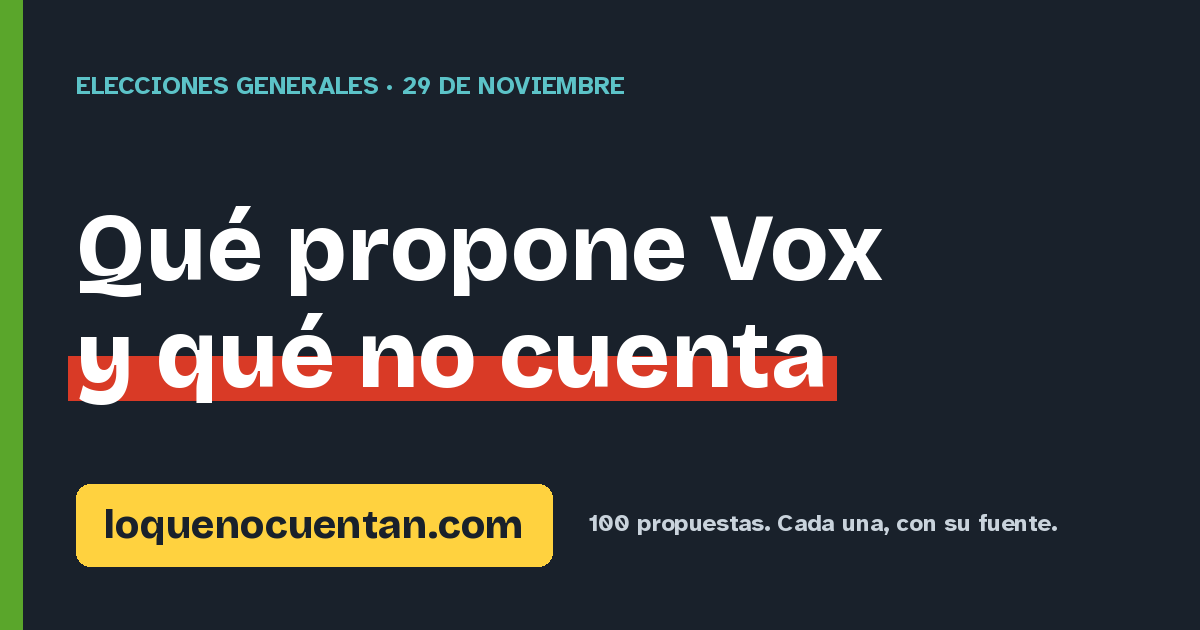 ELECCIONES GENERALES · 29 DE NOVIEMBRE
Qué propone Vox
y qué no cuenta
loquenocuentan.com
100 propuestas. Cada una, con su fuente.